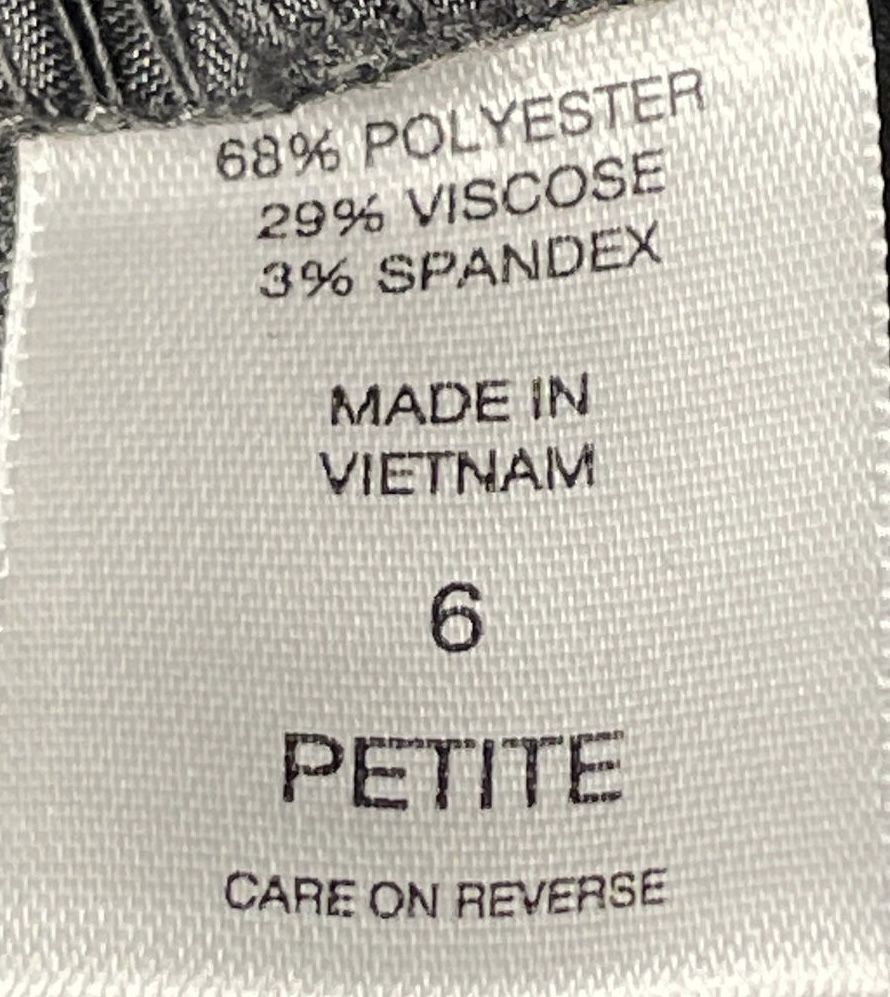 68% POLYESTER
29% VISCOSE
3% SPANDEX
MADE IN
VIETNAM
6
PETITE
CARE ON REVERSE